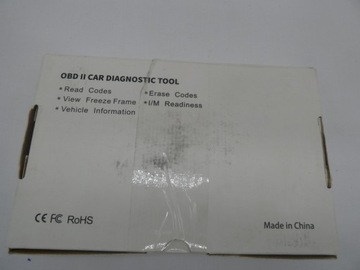 OBD II CAR DIAGNOSTIC TOOL
*Read Codes *Erase Codes
*View Freeze Frame *I/M Readiness
*Vehicle Information
CE FC RoHS Made in China